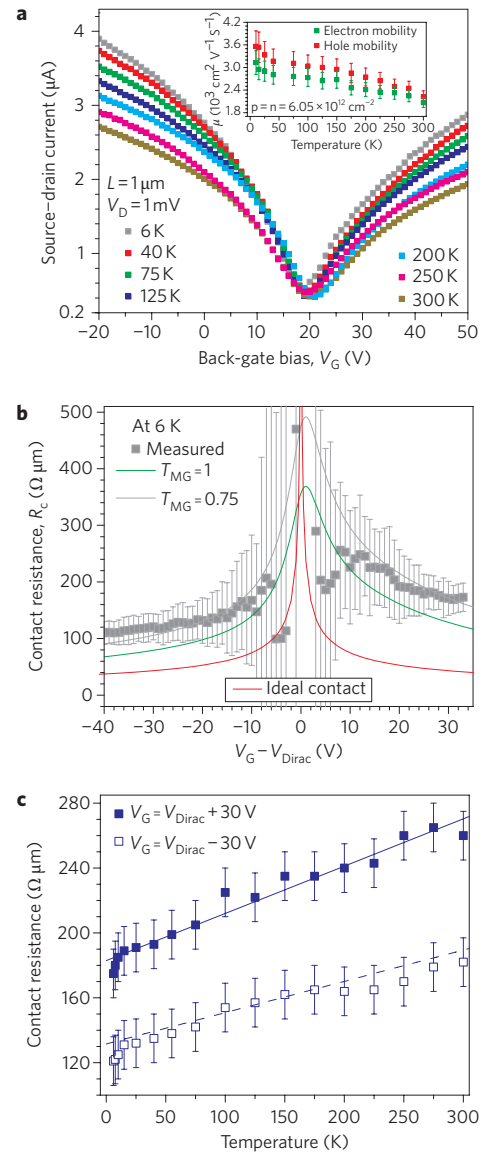 a
Source–drain current (μA)
4
3
2
1
0.2
L = 1 μm
V_D = 1 mV
6 K
40 K
75 K
125 K
200 K
250 K
300 K
−20 −10 0 10 20 30 40 50
Back-gate bias, V_G (V)
μ (10³ cm² V⁻¹ s⁻¹)
4.2
3.6
3.0
2.4
1.8
Electron mobility
Hole mobility
p = n = 6.05 × 10¹² cm⁻²
0 50 100 150 200 250 300
Temperature (K)
b
Contact resistance, R_c (Ω μm)
500
400
300
200
100
0
At 6 K
Measured
T_MG = 1
T_MG = 0.75
Ideal contact
−40 −30 −20 −10 0 10 20 30
V_G − V_Dirac (V)
c
Contact resistance (Ω μm)
280
240
200
160
120
V_G = V_Dirac + 30 V
V_G = V_Dirac − 30 V
0 50 100 150 200 250 300
Temperature (K)